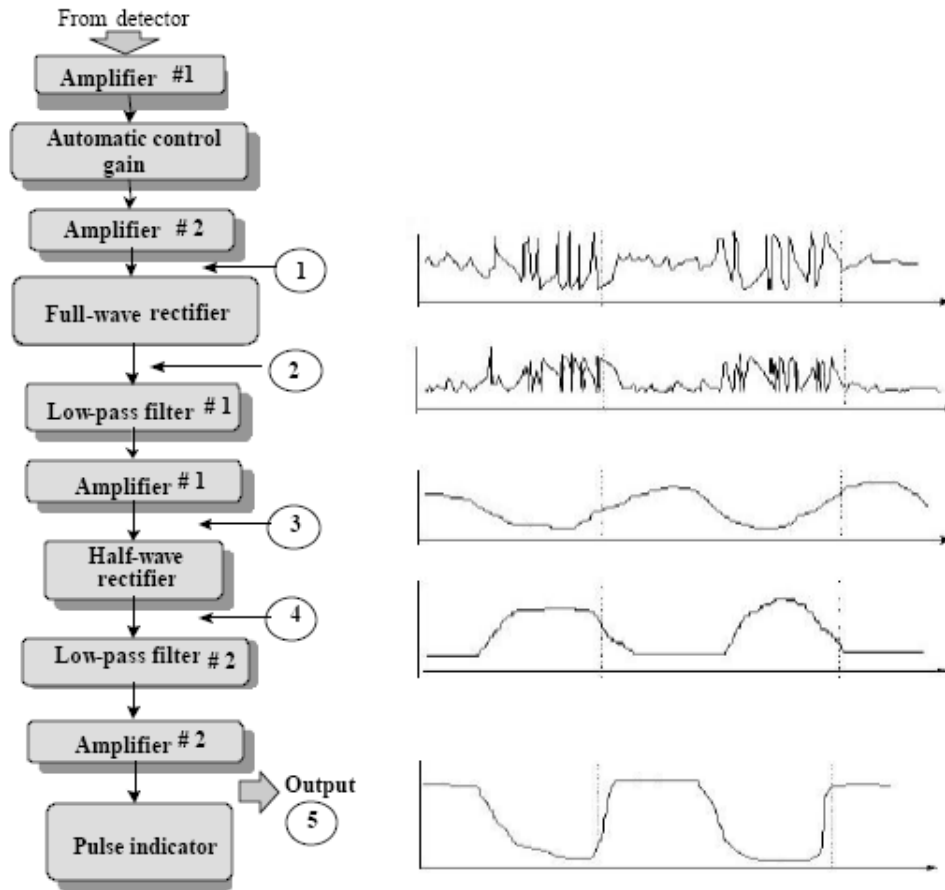 From detector
Amplifier #1
Automatic control
gain
Amplifier # 2
1
Full-wave rectifier
2
Low-pass filter # 1
Amplifier # 1
3
Half-wave
rectifier
4
Low-pass filter # 2
Amplifier # 2
Output
5
Pulse indicator